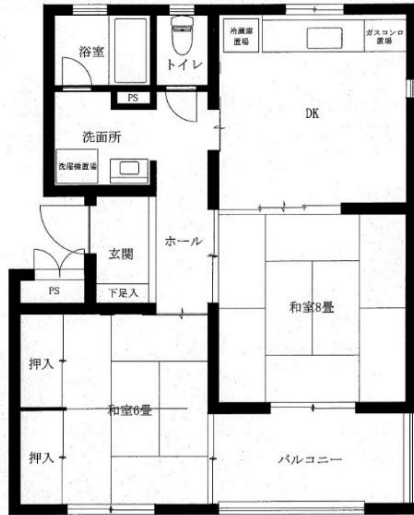 浴室
トイレ
冷蔵庫
置場
ガスコンロ
置場
PS
DK
洗面所
洗濯機置場
玄関
ホール
PS
下足入
和室8畳
押入
和室6畳
押入
バルコニー